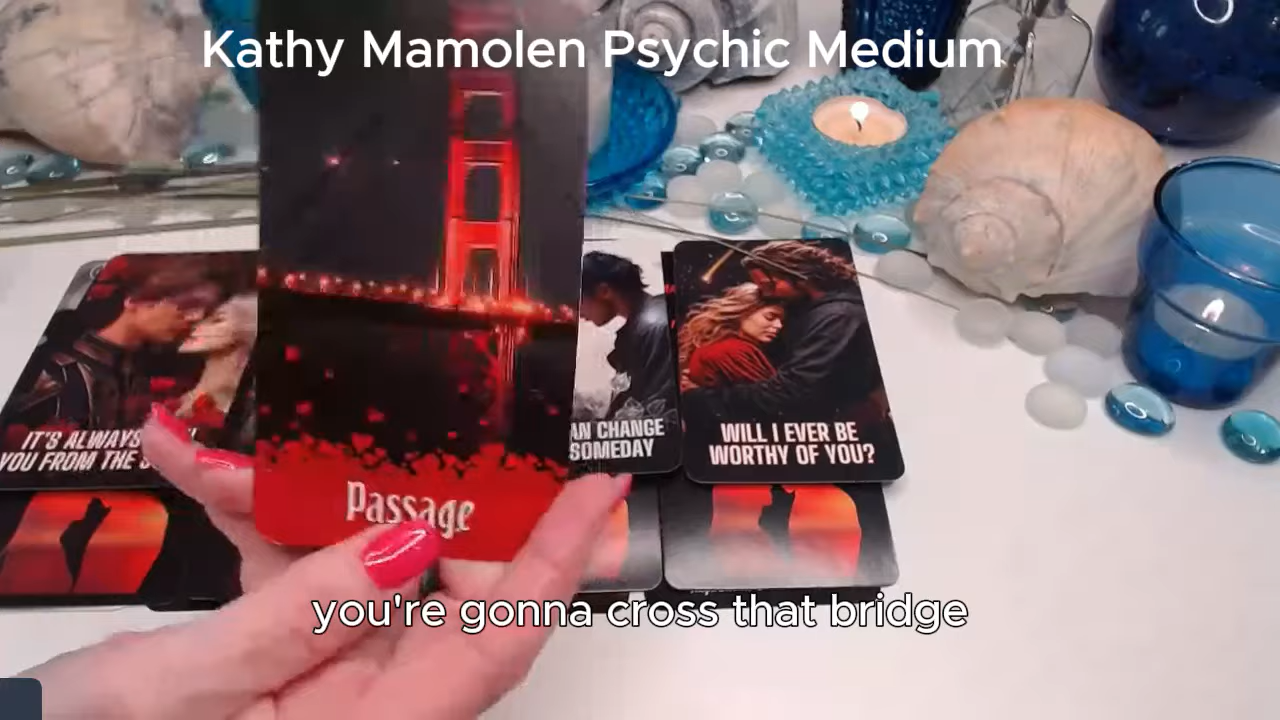 Kathy Mamolen Psychic Medium
IT'S ALWAYS
YOU FROM THE
Passage
AN CHANGE
SOMEDAY
WILL I EVER BE
WORTHY OF YOU?
you're gonna cross that bridge